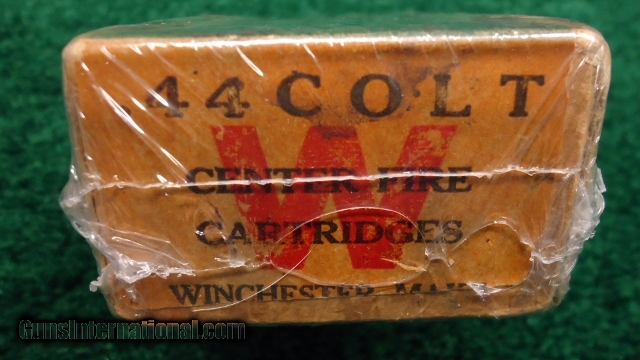 .44 COLT
W
CENTER FIRE
CARTRIDGES
WINCHESTER
GunsInternational.com